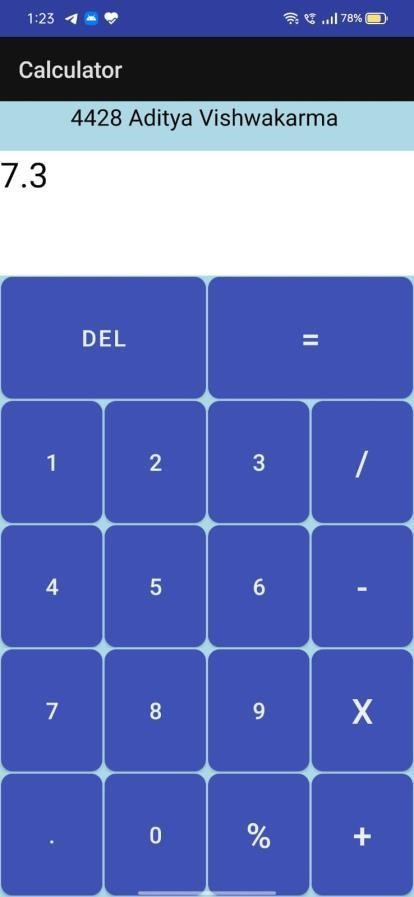 1:23 78%
Calculator
4428 Aditya Vishwakarma
7.3
DEL =
1 2 3 /
4 5 6 -
7 8 9 X
. 0 % +